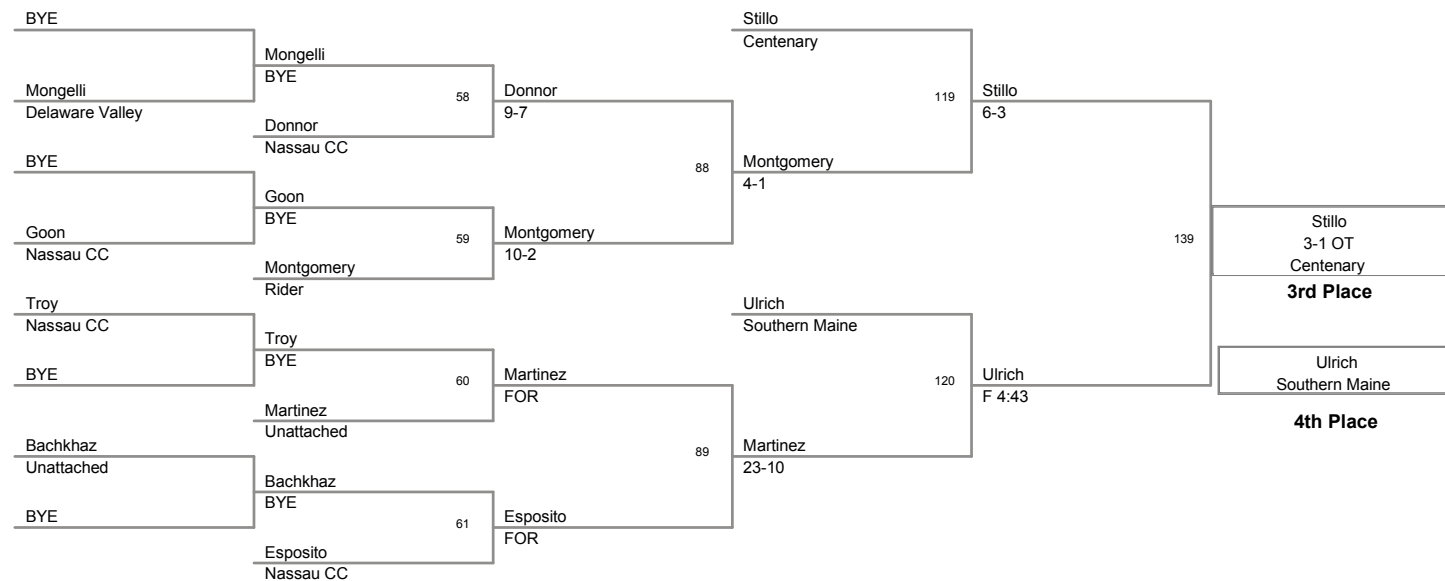 BYE
Mongelli
BYE
Mongelli
Delaware Valley
58
Donnor
Nassau CC
Donnor
9-7
BYE
Goon
BYE
Goon
Nassau CC
59
Montgomery
Rider
Montgomery
10-2
88
Montgomery
4-1
Stillo
Centenary
119
Stillo
6-3
Troy
Nassau CC
Troy
BYE
BYE
60
Martinez
Unattached
Martinez
FOR
Bachkhaz
Unattached
Bachkhaz
BYE
BYE
61
Esposito
Nassau CC
Esposito
FOR
89
Martinez
23-10
Ulrich
Southern Maine
120
Ulrich
F 4:43
139
Stillo
3-1 OT
Centenary
3rd Place
Ulrich
Southern Maine
4th Place